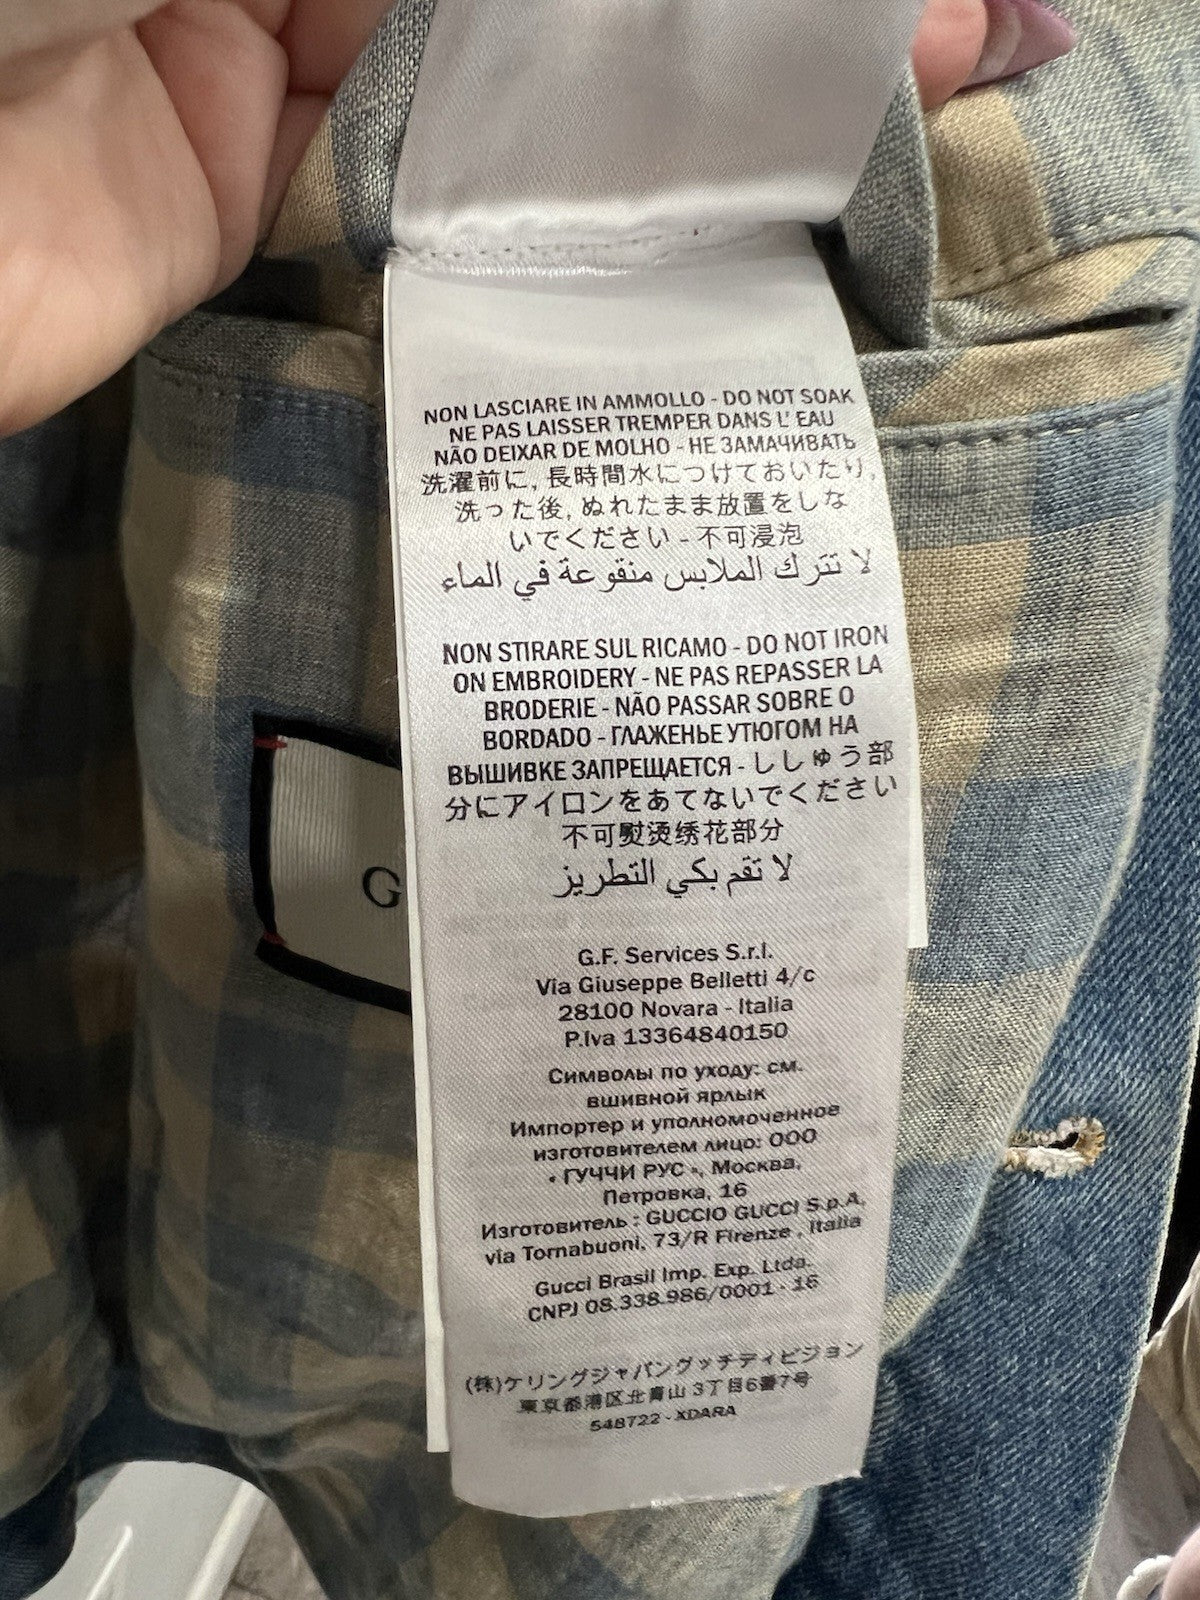 NON LASCIARE IN AMMOLLO - DO NOT SOAK
NE PAS LAISSER TREMPER DANS L' EAU
NÃO DEIXAR DE MOLHO - НЕ ЗАМАЧИВАТЬ
洗濯前に, 長時間水につけておいたり,
洗った後, ぬれたまま放置をしな
いでください - 不可浸泡
لا تترك الملابس منقوعة في الماء
NON STIRARE SUL RICAMO - DO NOT IRON
ON EMBROIDERY - NE PAS REPASSER LA
BRODERIE - NÃO PASSAR SOBRE O
BORDADO - ГЛАЖЕНЬЕ УТЮГОМ НА
ВЫШИВКЕ ЗАПРЕЩАЕТСЯ - ししゅう部
分にアイロンをあてないでください
不可熨烫绣花部分
لا تقم بكي التطريز
G
G.F. Services S.r.l.
Via Giuseppe Belletti 4/c
28100 Novara - Italia
P.Iva 13364840150
Символы по уходу: см.
вшивной ярлык
Импортер и уполномоченное
изготовителем лицо: ООО
• ГУЧЧИ РУС •, Москва,
Петровка, 16
Изготовитель : GUCCIO GUCCI S.p.A,
via Tornabuoni, 73/R Firenze , Italia
Gucci Brasil Imp. Exp. Ltda.
CNPJ 08.338.986/0001 - 16
(株)ケリングジャパングッチディビジョン
東京都港区北青山 3丁目6番7号
548722 - XDARA